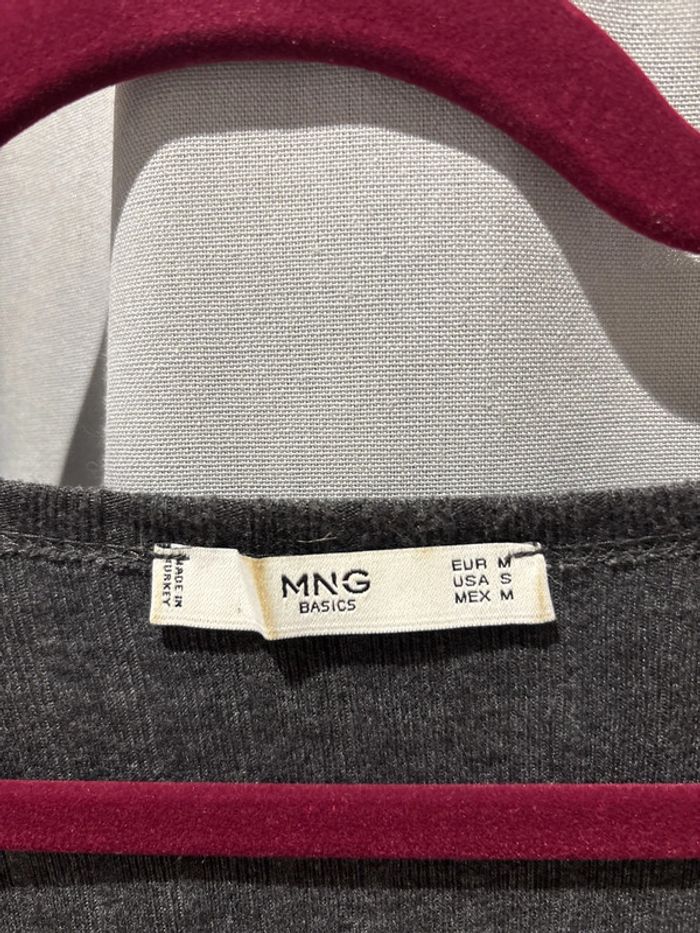 MADE IN
TURKEY
MNG
BASICS
EUR M
USA S
MEX M